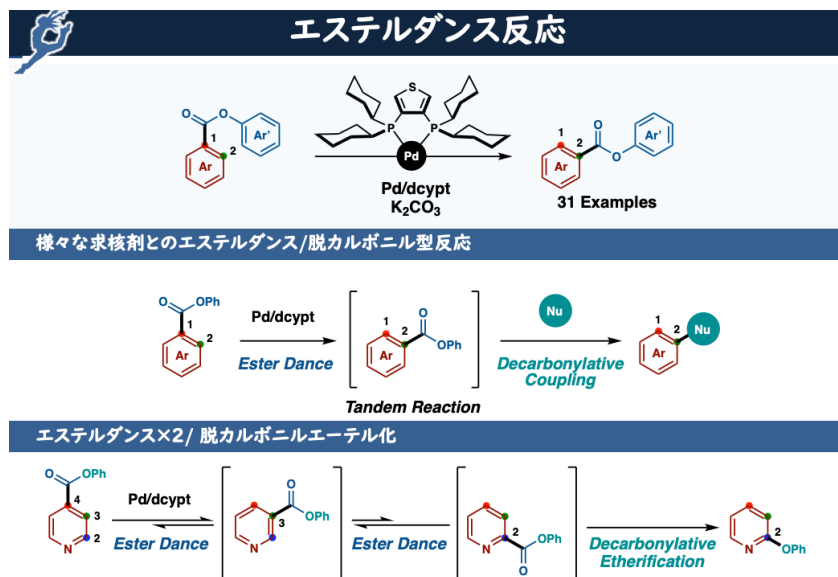 エステルダンス反応
O
O
Ar'
1
2
Ar
S
P
P
Pd
Pd/dcypt
K2CO3
1
2
O
O
Ar'
Ar
31 Examples
様々な求核剤とのエステルダンス/脱カルボニル型反応
O
OPh
1
2
Ar
Pd/dcypt
Ester Dance
1
2
O
OPh
Ar
Tandem Reaction
Nu
Decarbonylative
Coupling
1
2
Nu
Ar
エステルダンス×2/ 脱カルボニルエーテル化
O
OPh
4
3
2
N
Pd/dcypt
Ester Dance
O
OPh
3
N
Ester Dance
2
N
OPh
O
Decarbonylative
Etherification
2
N
OPh